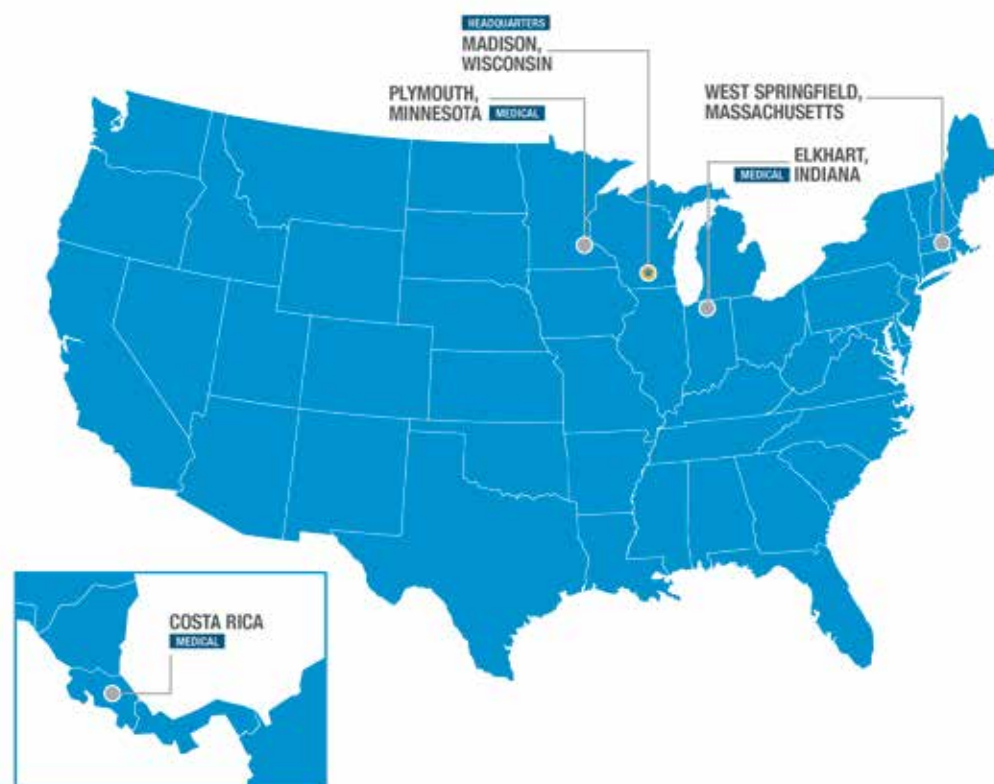 HEADQUARTERS
MADISON,
WISCONSIN
PLYMOUTH,
MINNESOTA MEDICAL
WEST SPRINGFIELD,
MASSACHUSETTS
ELKHART,
MEDICAL INDIANA
COSTA RICA
MEDICAL